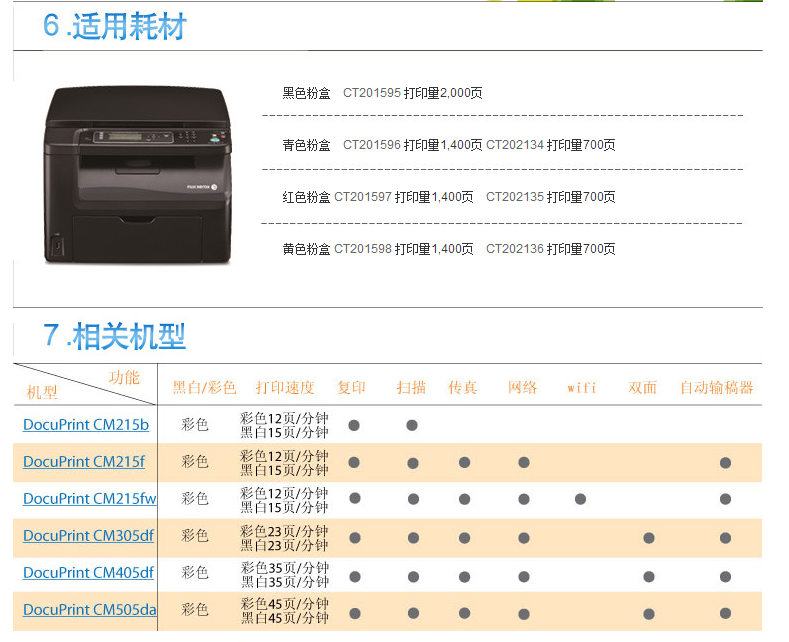 6 .适用耗材
黑色粉盒 CT201595 打印量2,000页
青色粉盒 CT201596 打印量1,400页 CT202134 打印量700页
FUJI XEROX
红色粉盒 CT201597 打印量1,400页 CT202135 打印量700页
黄色粉盒 CT201598 打印量1,400页 CT202136 打印量700页
7 .相关机型
功能
机型 黑白/彩色 打印速度 复印 扫描 传真 网络 wifi 双面 自动输稿器
DocuPrint CM215b 彩色 彩色12页/分钟
黑白15页/分钟
DocuPrint CM215f 彩色 彩色12页/分钟
黑白15页/分钟
DocuPrint CM215fw 彩色 彩色12页/分钟
黑白15页/分钟
DocuPrint CM305df 彩色 彩色23页/分钟
黑白23页/分钟
DocuPrint CM405df 彩色 彩色35页/分钟
黑白35页/分钟
DocuPrint CM505da 彩色 彩色45页/分钟
黑白45页/分钟